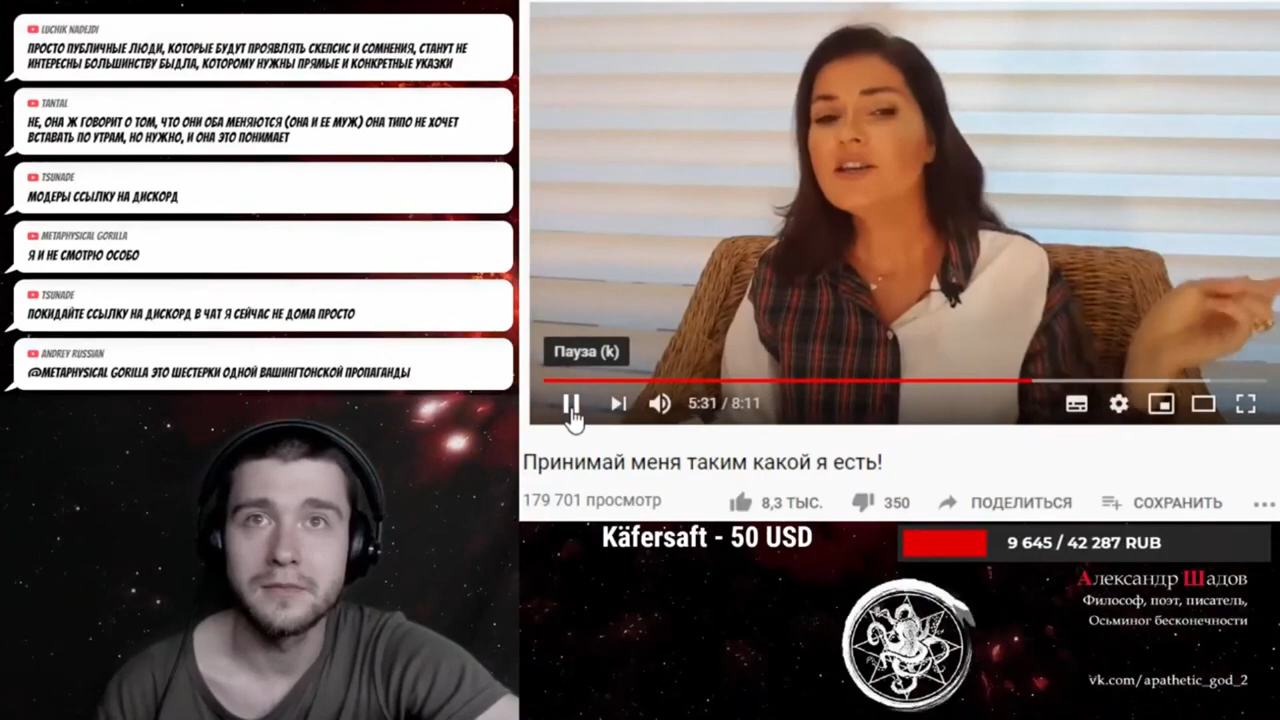 LUCHIK NADEJDI
ПРОСТО ПУБЛИЧНЫЕ ЛЮДИ, КОТОРЫЕ БУДУТ ПРОЯВЛЯТЬ СКЕПСИС И СОМНЕНИЯ, СТАНУТ НЕ
ИНТЕРЕСНЫ БОЛЬШИНСТВУ БЫДЛА, КОТОРОМУ НУЖНЫ ПРЯМЫЕ И КОНКРЕТНЫЕ УКАЗКИ
TANTAL
НЕ, ОНА Ж ГОВОРИТ О ТОМ, ЧТО ОНИ ОБА МЕНЯЮТСЯ (ОНА И ЕЕ МУЖ) ОНА ТИПО НЕ ХОЧЕТ
ВСТАВАТЬ ПО УТРАМ, НО НУЖНО, И ОНА ЭТО ПОНИМАЕТ
TSUNADE
МОДЕРЫ ССЫЛКУ НА ДИСКОРД
METAPHYSICAL GORILLA
Я И НЕ СМОТРЮ ОСОБО
TSUNADE
ПОКИДАЙТЕ ССЫЛКУ НА ДИСКОРД В ЧАТ Я СЕЙЧАС НЕ ДОМА ПРОСТО
ANDREY RUSSIAN
@METAPHYSICAL GORILLA ЭТО ШЕСТЕРКИ ОДНОЙ ВАШИНГТОНСКОЙ ПРОПАГАНДЫ
Пауза (k)
5:31 / 8:11
Принимай меня таким какой я есть!
179 701 просмотр
8,3 ТЫС.
350
ПОДЕЛИТЬСЯ
СОХРАНИТЬ
Käfersaft - 50 USD
9 645 / 42 287 RUB
Александр Шадов
Философ, поэт, писатель,
Осьминог бесконечности
vk.com/apathetic_god_2